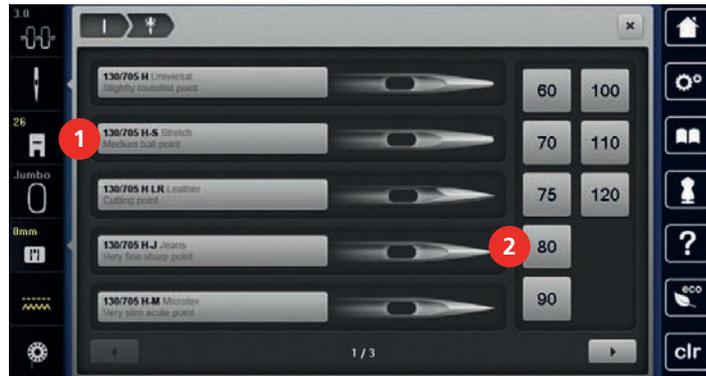 3.0
130/705 H Universal
Slightly rounded point
60 100
26
1
130/705 H-S Stretch
Medium ball point
70 110
Jumbo
130/705 H LR Leather
Cutting point
75 120
0mm
130/705 H-J Jeans
Very fine sharp point
2
80
?
130/705 H-M Microtex
Very slim acute point
90
eco
1 / 3
clr